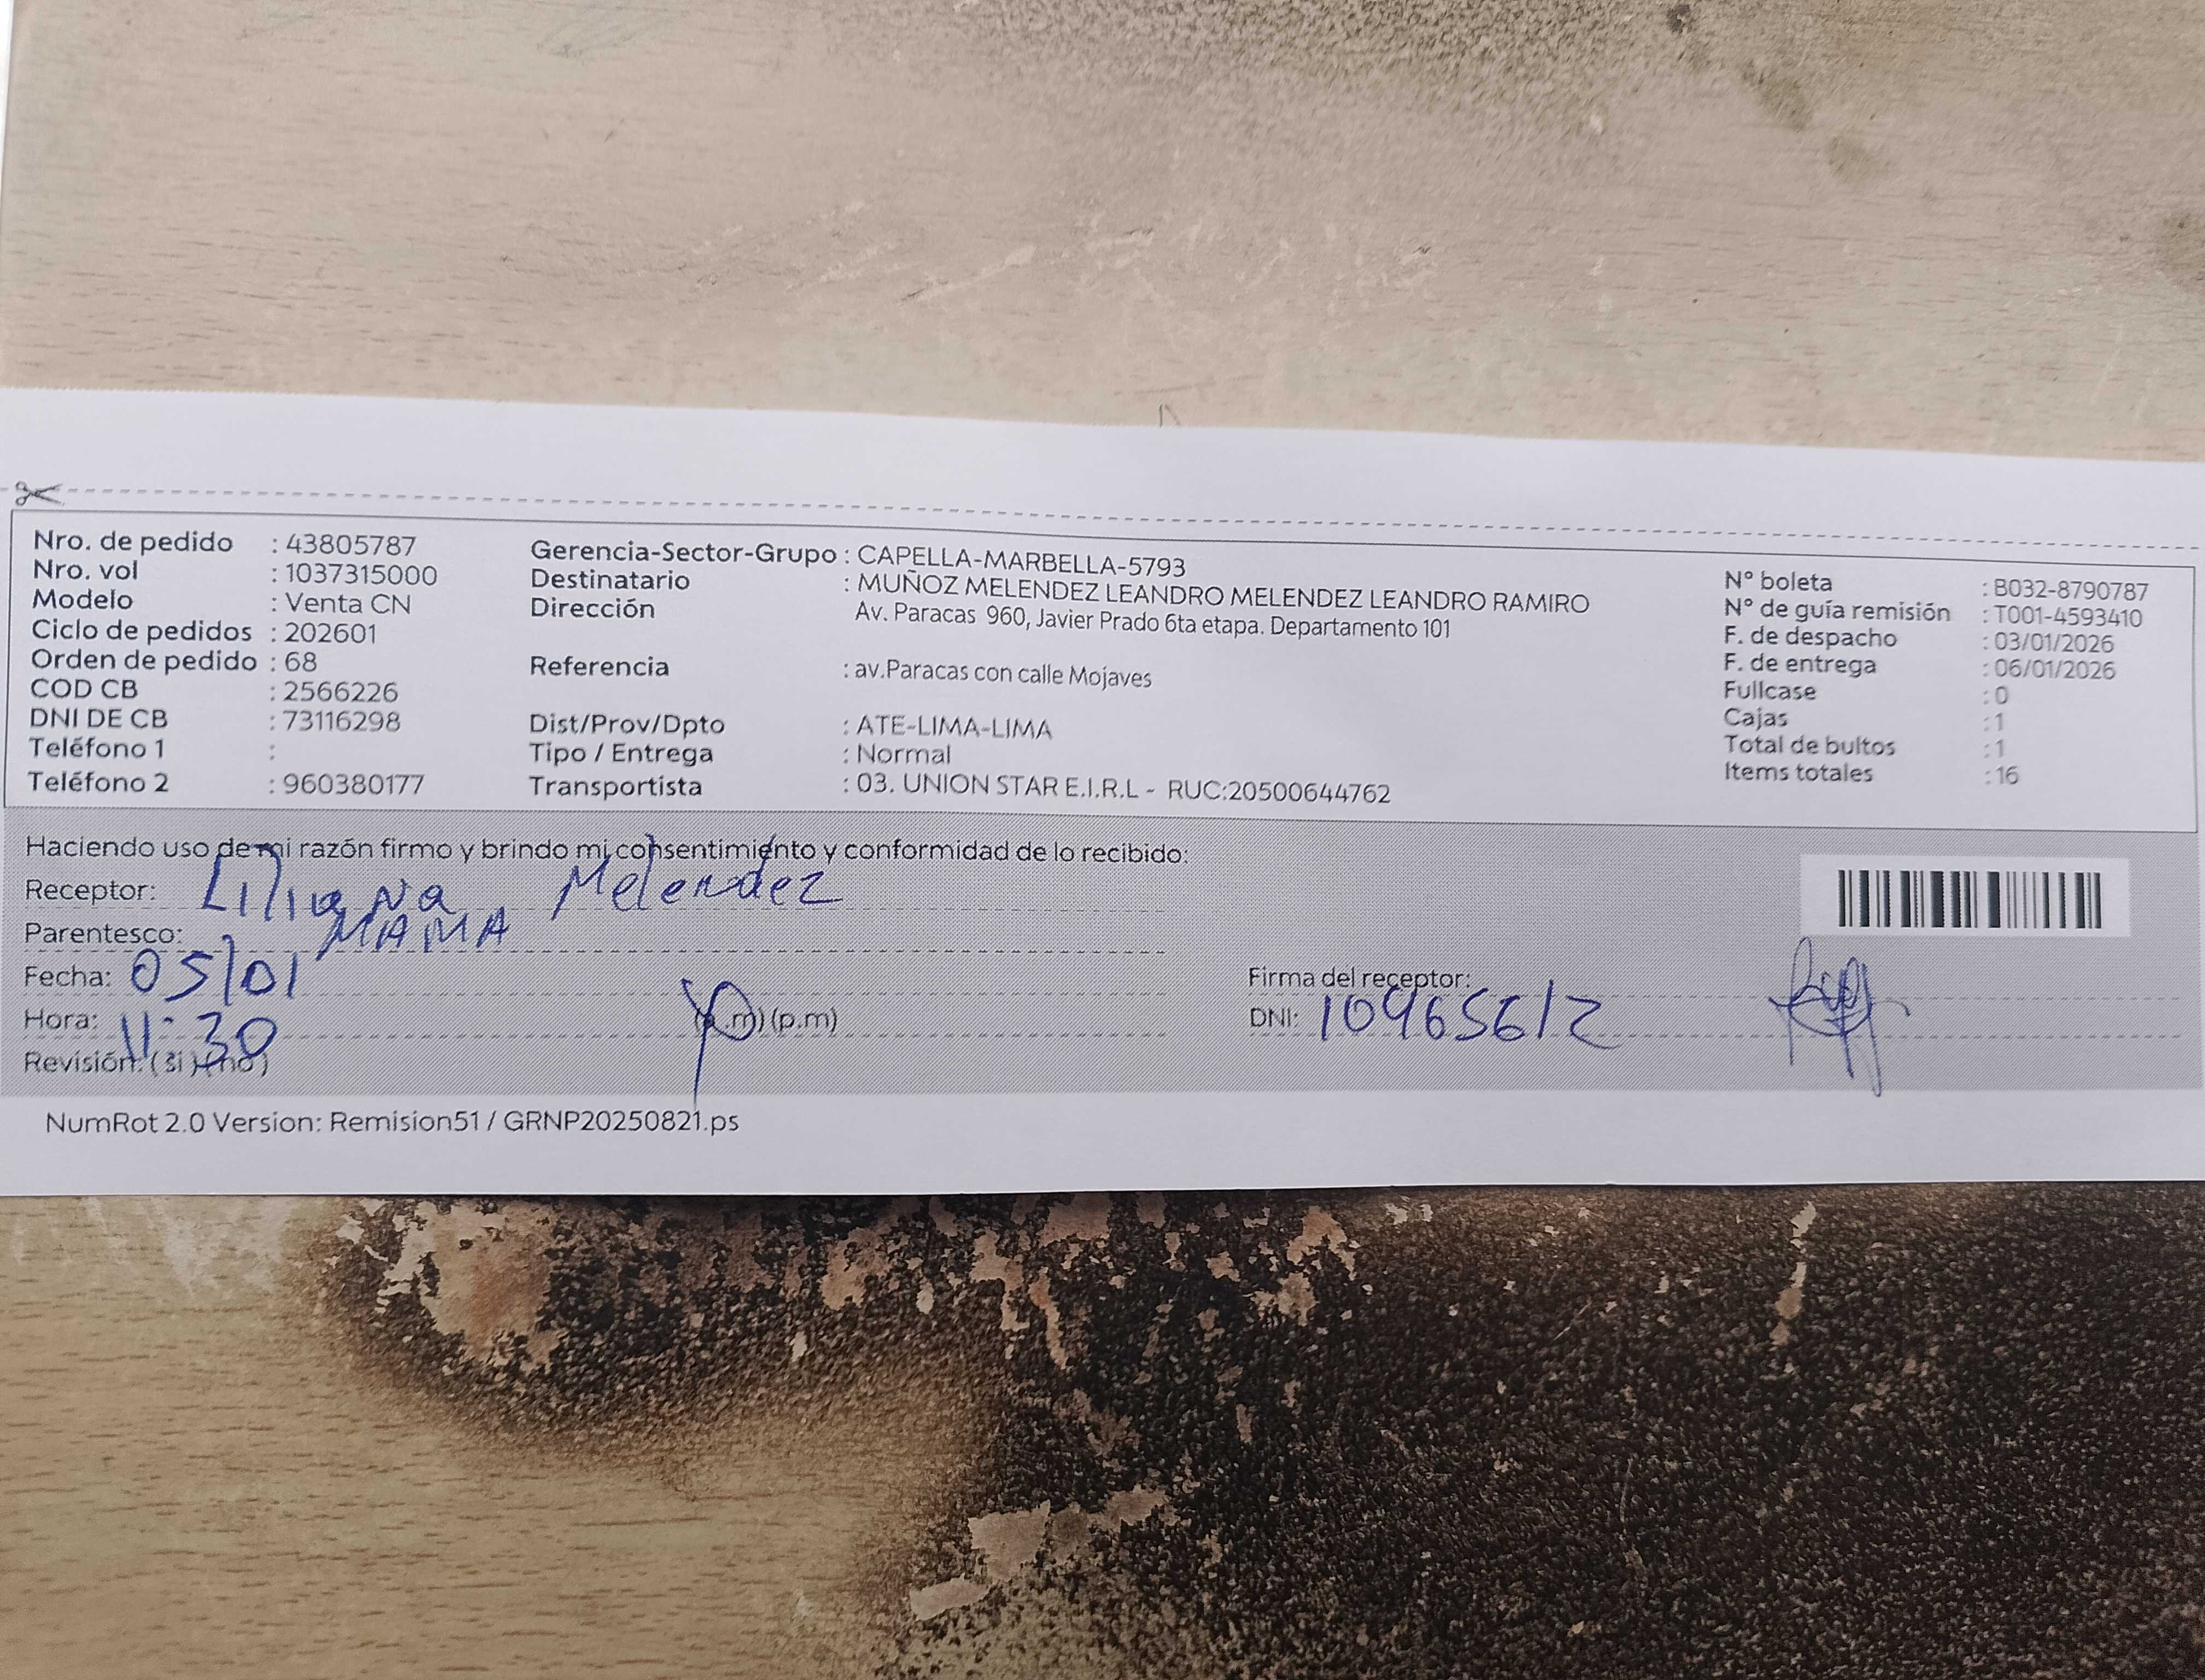 Nro. de pedido : 43805787
Nro. vol : 1037315000
Modelo : Venta CN
Ciclo de pedidos : 202601
Orden de pedido : 68
COD CB : 2566226
DNI DE CB : 73116298
Teléfono 1 :
Teléfono 2 : 960380177
Gerencia-Sector-Grupo : CAPELLA-MARBELLA-5793
Destinatario : MUÑOZ MELENDEZ LEANDRO MELENDEZ LEANDRO RAMIRO
Dirección Av. Paracas 960, Javier Prado 6ta etapa. Departamento 101
Referencia : av.Paracas con calle Mojaves
Dist/Prov/Dpto : ATE-LIMA-LIMA
Tipo / Entrega : Normal
Transportista : 03. UNION STAR E.I.R.L - RUC:20500644762
N° boleta : B032-8790787
N° de guía remisión : T001-4593410
F. de despacho : 03/01/2026
F. de entrega : 06/01/2026
Fullcase : 0
Cajas : 1
Total de bultos : 1
Items totales : 16
Haciendo uso de mi razón firmo y brindo mi consentimiento y conformidad de lo recibido:
Receptor: Liliana Melendez
Parentesco: MAMA
Fecha: 05/01
Hora: 11:30 (a.m) (p.m)
Revisión: (si) (no)
Firma del receptor:
DNI: 10465612
NumRot 2.0 Version: Remision51 / GRNP20250821.ps